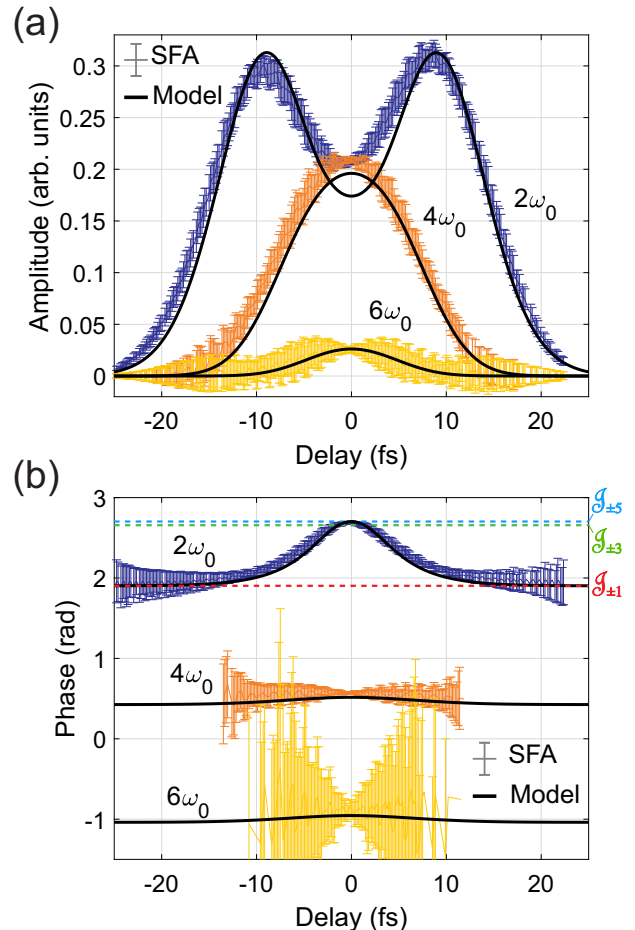 (a)
SFA
Model
Amplitude (arb. units)
0.3
0.25
0.2
0.15
0.1
0.05
0
2ω₀
4ω₀
6ω₀
-20 -10 0 10 20
Delay (fs)
(b)
Phase (rad)
3
2
1
0
-1
2ω₀
4ω₀
6ω₀
𝒥±5
𝒥±3
𝒥±1
SFA
Model
-20 -10 0 10 20
Delay (fs)